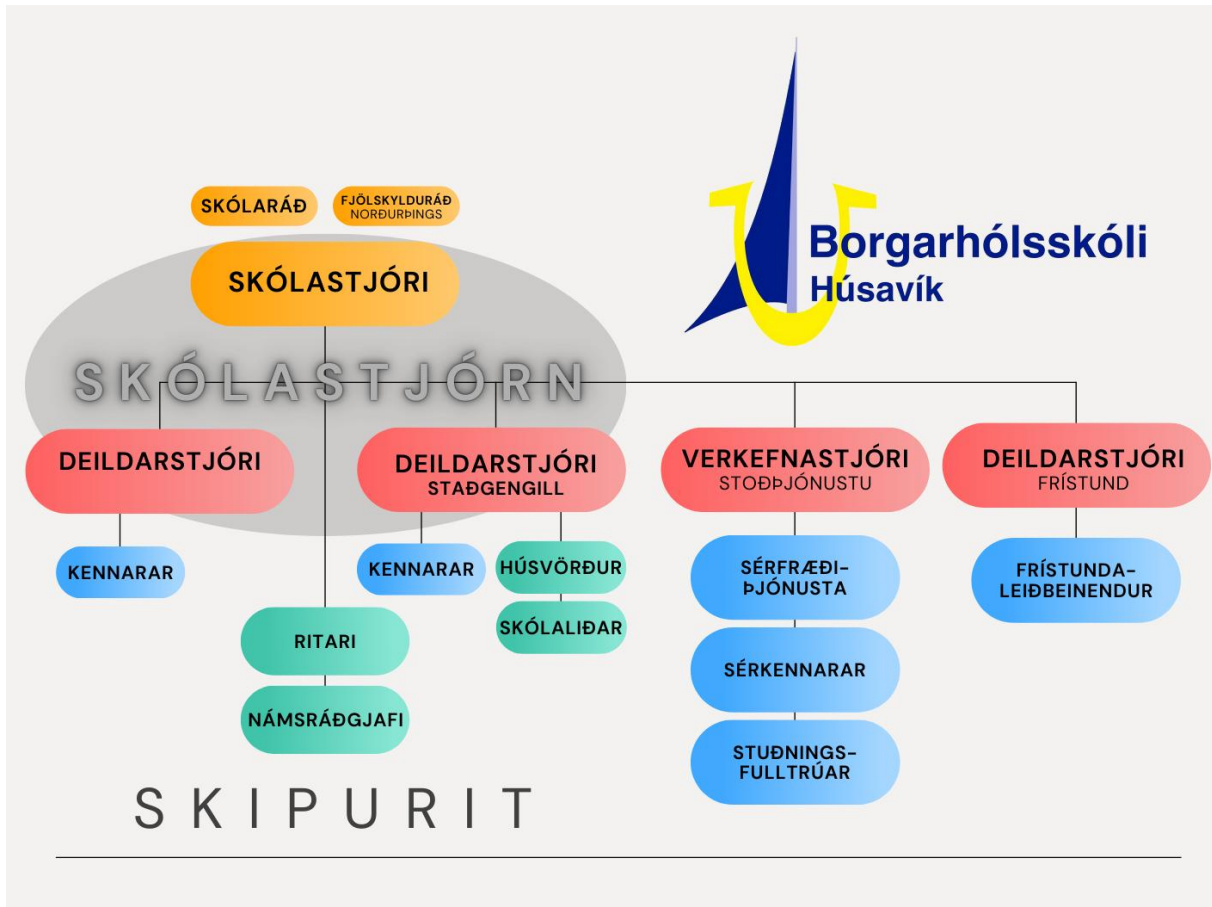 SKÓLARÁÐ
FJÖLSKYLDURÁÐ
NORÐURÞINGS
SKÓLASTJÓRI
Borgarhólsskóli
Húsavík
SKÓLASTJÓRN
DEILDARSTJÓRI
DEILDARSTJÓRI
STAÐGENGILL
VERKEFNASTJÓRI
STOÐÞJÓNUSTU
DEILDARSTJÓRI
FRÍSTUND
KENNARAR
KENNARAR
HÚSVÖRÐUR
SKÓLALIÐAR
SÉRFRÆÐI-
ÞJÓNUSTA
FRÍSTUNDA-
LEIÐBEINENDUR
RITARI
NÁMSRÁÐGJAFI
SÉRKENNARAR
STUÐNINGS-
FULLTRÚAR
SKIPURIT